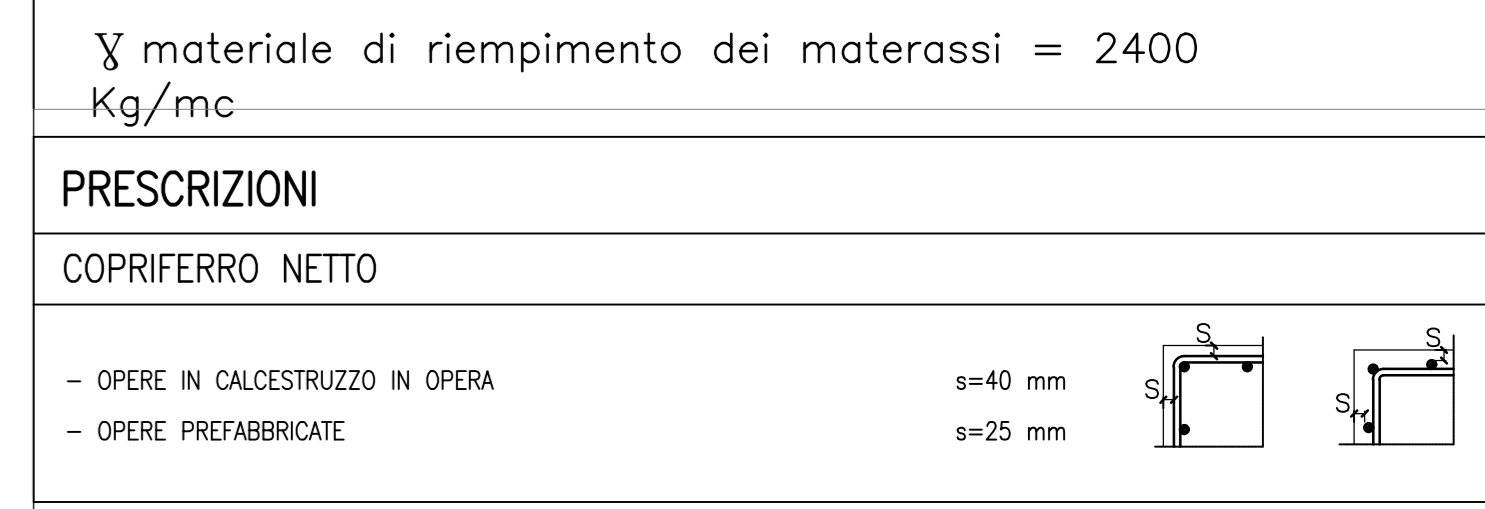 γ materiale di riempimento dei materassi = 2400
Kg/mc
PRESCRIZIONI
COPRIFERRO NETTO
– OPERE IN CALCESTRUZZO IN OPERA s=40 mm
– OPERE PREFABBRICATE s=25 mm
S
S
S
S